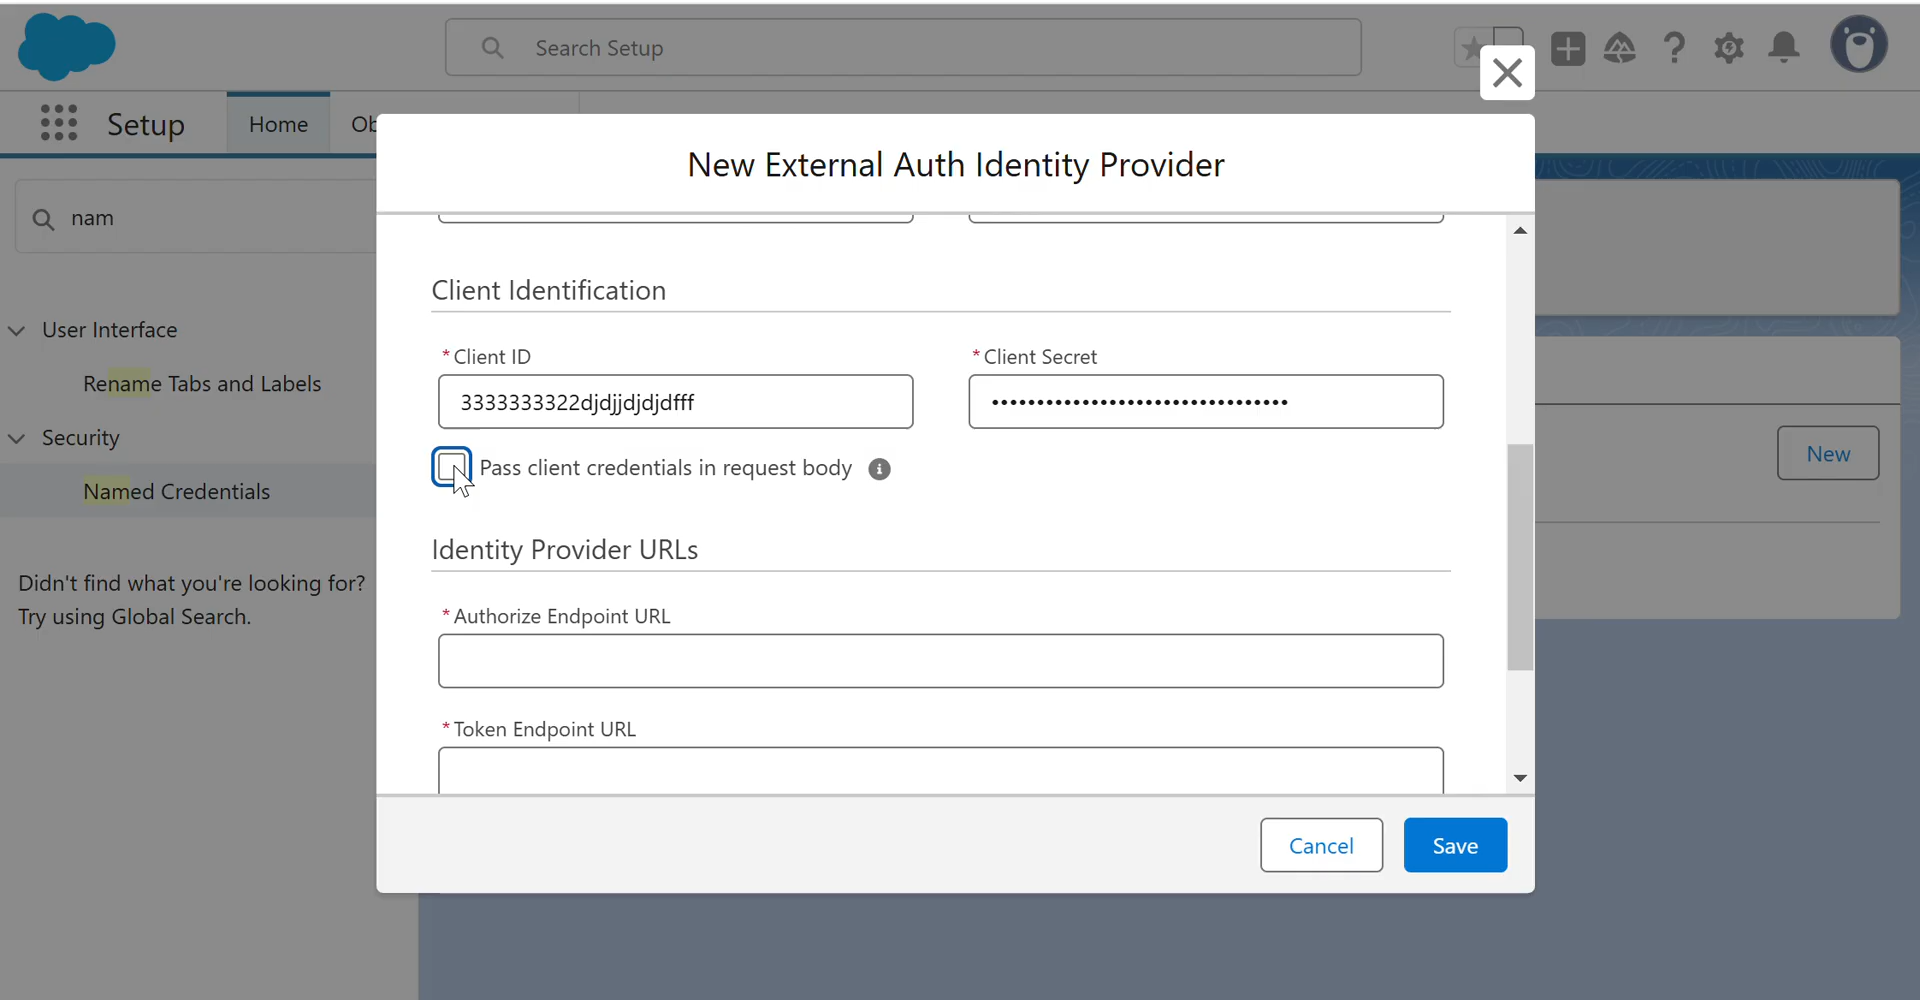 Search Setup
Setup
Home
Ob
New External Auth Identity Provider
nam
User Interface
Rename Tabs and Labels
Security
Named Credentials
Didn't find what you're looking for?
Try using Global Search.
Client Identification
*Client ID
*Client Secret
3333333322djdjjdjdjdfff
••••••••••••••••••••••••••••••••••
Pass client credentials in request body
New
Identity Provider URLs
*Authorize Endpoint URL
*Token Endpoint URL
Cancel
Save